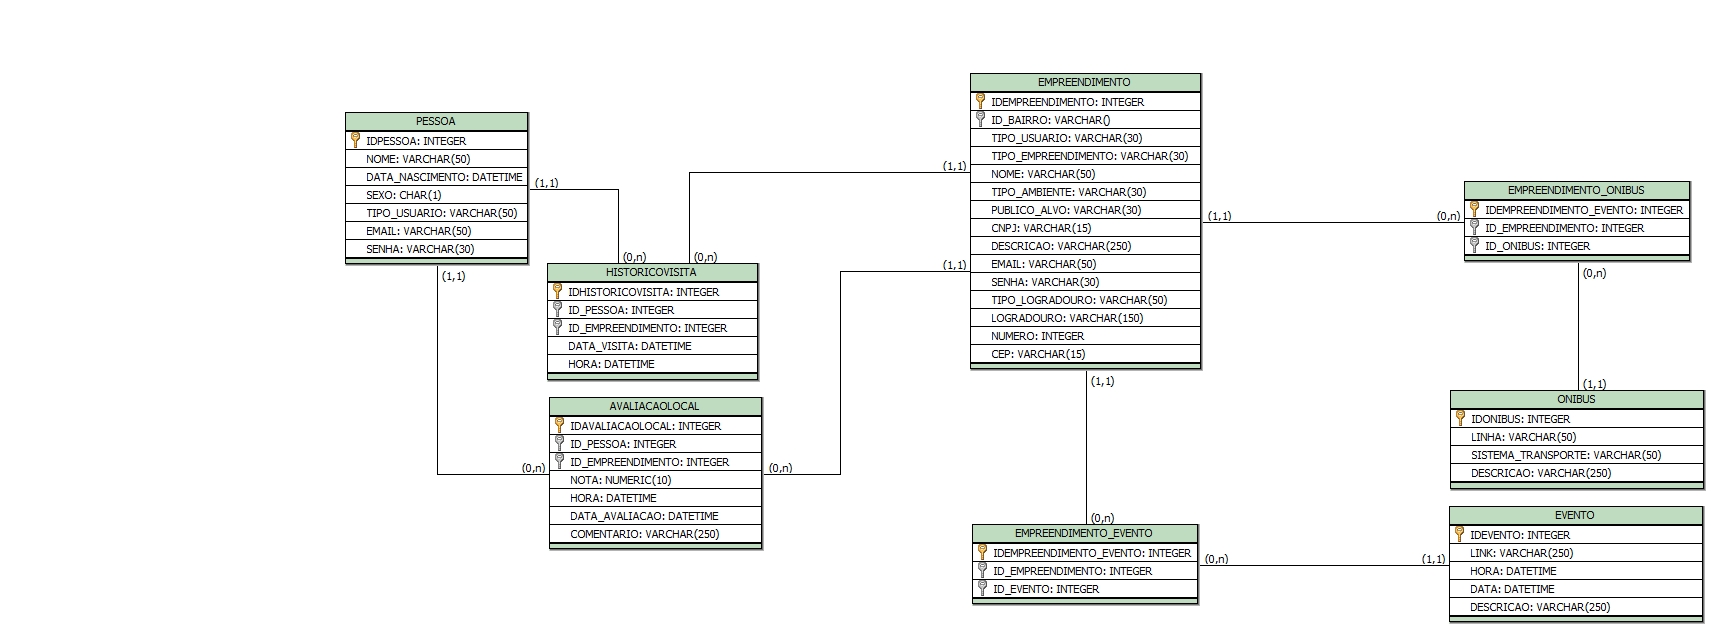 PESSOA
IDPESSOA: INTEGER
NOME: VARCHAR(50)
DATA_NASCIMENTO: DATETIME
SEXO: CHAR(1)
TIPO_USUARIO: VARCHAR(50)
EMAIL: VARCHAR(50)
SENHA: VARCHAR(30)
(1,1)
(1,1)
(0,n)
(0,n)
HISTORICOVISITA
IDHISTORICOVISITA: INTEGER
ID_PESSOA: INTEGER
ID_EMPREENDIMENTO: INTEGER
DATA_VISITA: DATETIME
HORA: DATETIME
AVALIACAOLOCAL
IDAVALIACAOLOCAL: INTEGER
ID_PESSOA: INTEGER
ID_EMPREENDIMENTO: INTEGER
NOTA: NUMERIC(10)
HORA: DATETIME
DATA_AVALIACAO: DATETIME
COMENTARIO: VARCHAR(250)
(0,n)
(0,n)
(1,1)
(1,1)
EMPREENDIMENTO
IDEMPREENDIMENTO: INTEGER
ID_BAIRRO: VARCHAR()
TIPO_USUARIO: VARCHAR(30)
TIPO_EMPREENDIMENTO: VARCHAR(30)
NOME: VARCHAR(50)
TIPO_AMBIENTE: VARCHAR(30)
PUBLICO_ALVO: VARCHAR(30)
CNPJ: VARCHAR(15)
DESCRICAO: VARCHAR(250)
EMAIL: VARCHAR(50)
SENHA: VARCHAR(30)
TIPO_LOGRADOURO: VARCHAR(50)
LOGRADOURO: VARCHAR(150)
NUMERO: INTEGER
CEP: VARCHAR(15)
(1,1)
(0,n)
(1,1)
(0,n)
EMPREENDIMENTO_EVENTO
IDEMPREENDIMENTO_EVENTO: INTEGER
ID_EMPREENDIMENTO: INTEGER
ID_EVENTO: INTEGER
(0,n)
(1,1)
EMPREENDIMENTO_ONIBUS
IDEMPREENDIMENTO_EVENTO: INTEGER
ID_EMPREENDIMENTO: INTEGER
ID_ONIBUS: INTEGER
(0,n)
(1,1)
ONIBUS
IDONIBUS: INTEGER
LINHA: VARCHAR(50)
SISTEMA_TRANSPORTE: VARCHAR(50)
DESCRICAO: VARCHAR(250)
EVENTO
IDEVENTO: INTEGER
LINK: VARCHAR(250)
HORA: DATETIME
DATA: DATETIME
DESCRICAO: VARCHAR(250)